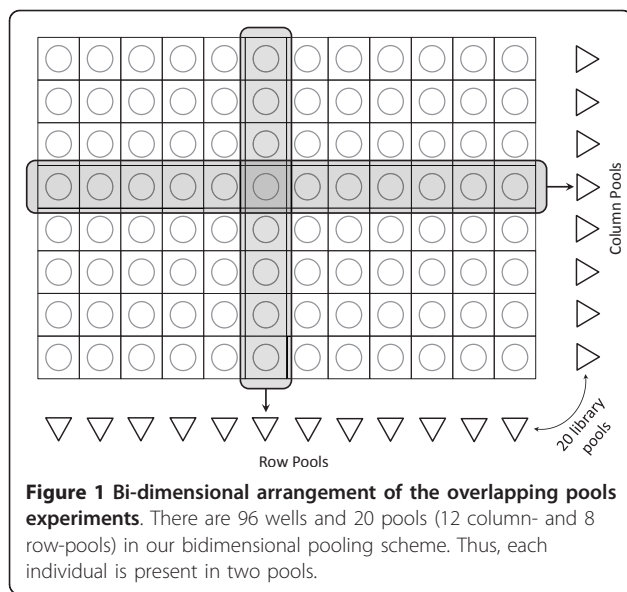 Column Pools
20 library
pools
Row Pools
Figure 1 Bi-dimensional arrangement of the overlapping pools
experiments. There are 96 wells and 20 pools (12 column- and 8
row-pools) in our bidimensional pooling scheme. Thus, each
individual is present in two pools.